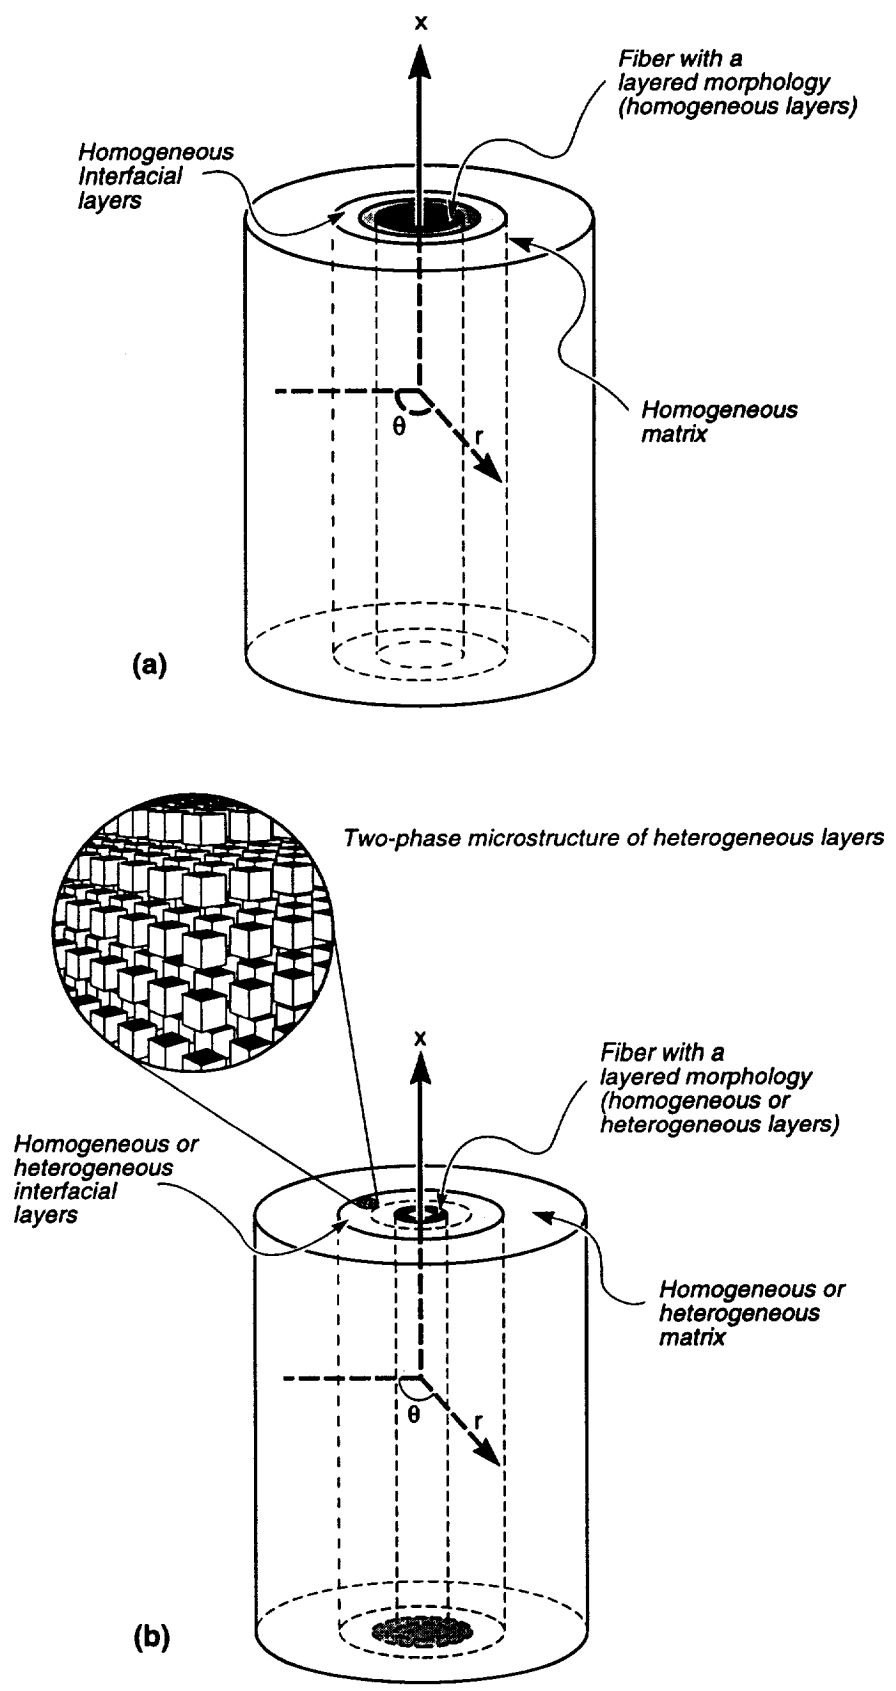 x
Fiber with a
layered morphology
(homogeneous layers)
Homogeneous
Interfacial
layers
θ
r
Homogeneous
matrix
(a)
Two-phase microstructure of heterogeneous layers
x
Fiber with a
layered morphology
(homogeneous or
heterogeneous layers)
Homogeneous or
heterogeneous
interfacial
layers
Homogeneous or
heterogeneous
matrix
θ
r
(b)